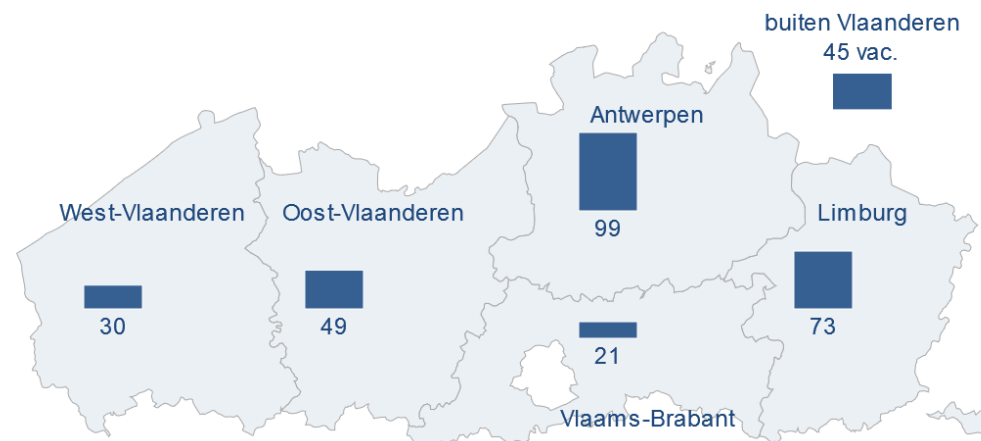 buiten Vlaanderen
45 vac.
Antwerpen
99
West-Vlaanderen
30
Oost-Vlaanderen
49
Limburg
73
21
Vlaams-Brabant